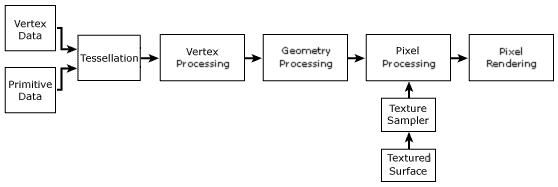 Vertex
Data
Primitive
Data
Tessellation
Vertex
Processing
Geometry
Processing
Pixel
Processing
Pixel
Rendering
Texture
Sampler
Textured
Surface